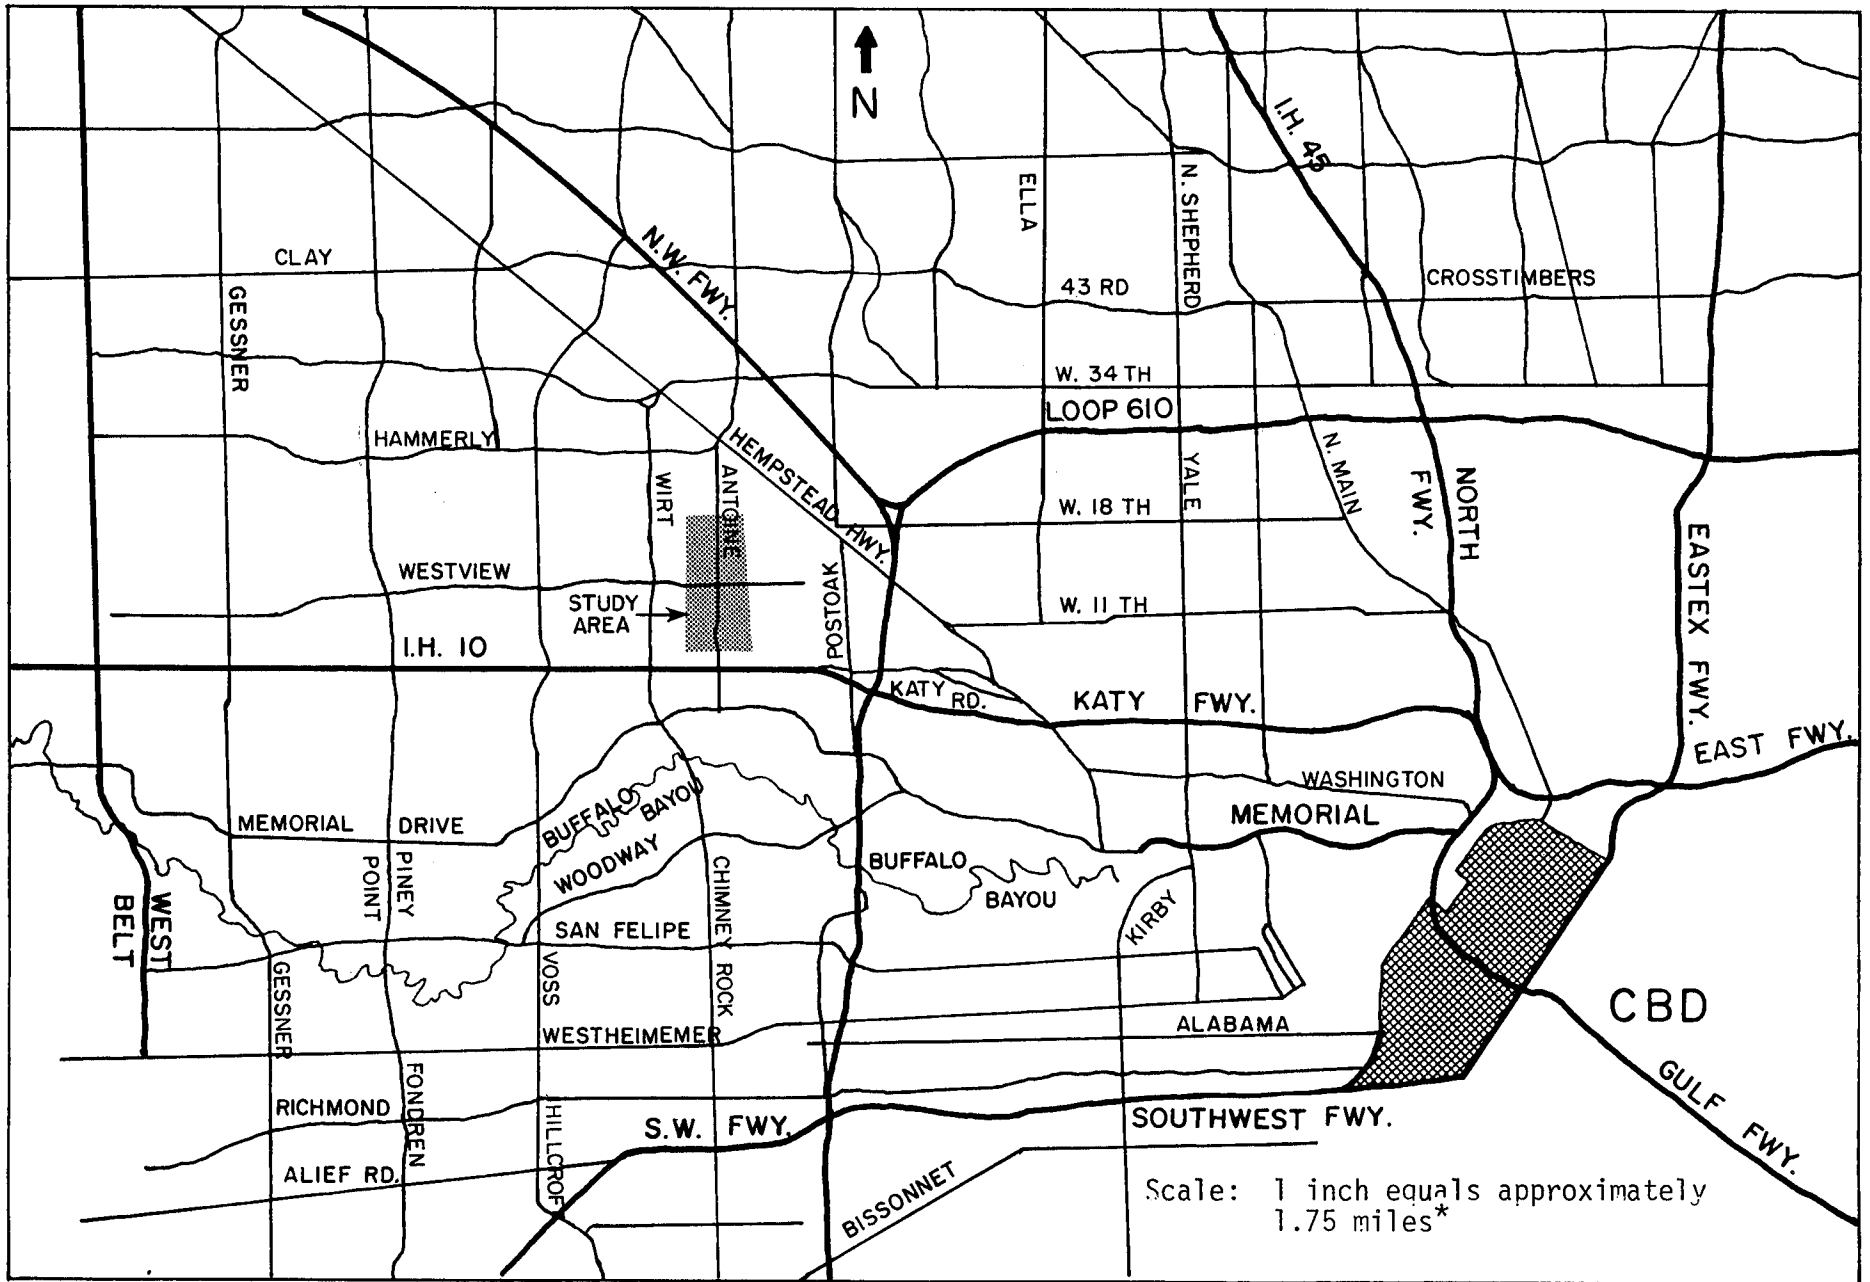 N
I.H. 45
ELLA
N. SHEPHERD
N.W. FWY.
CLAY
43 RD
CROSSTIMBERS
GESSNER
W. 34 TH
LOOP 610
HAMMERLY
HEMPSTEAD HWY.
N. MAIN
WIRT
ANTOINE
YALE
NORTH
FWY.
W. 18 TH
EASTEX FWY.
WESTVIEW
POSTOAK
STUDY
AREA
W. 11 TH
I.H. 10
KATY
RD.
KATY FWY.
EAST FWY.
WASHINGTON
MEMORIAL
MEMORIAL DRIVE
BUFFALO
BAYOU
WOODWAY
PINEY
POINT
CHIMNEY ROCK
BUFFALO
BAYOU
KIRBY
WEST
BELT
SAN FELIPE
VOSS
GESSNER
CBD
WESTHEIMEMER
ALABAMA
FONDREN
RICHMOND
HILLCROF
S.W. FWY.
SOUTHWEST FWY.
GULF FWY.
ALIEF RD.
BISSONNET
Scale: 1 inch equals approximately
1.75 miles*